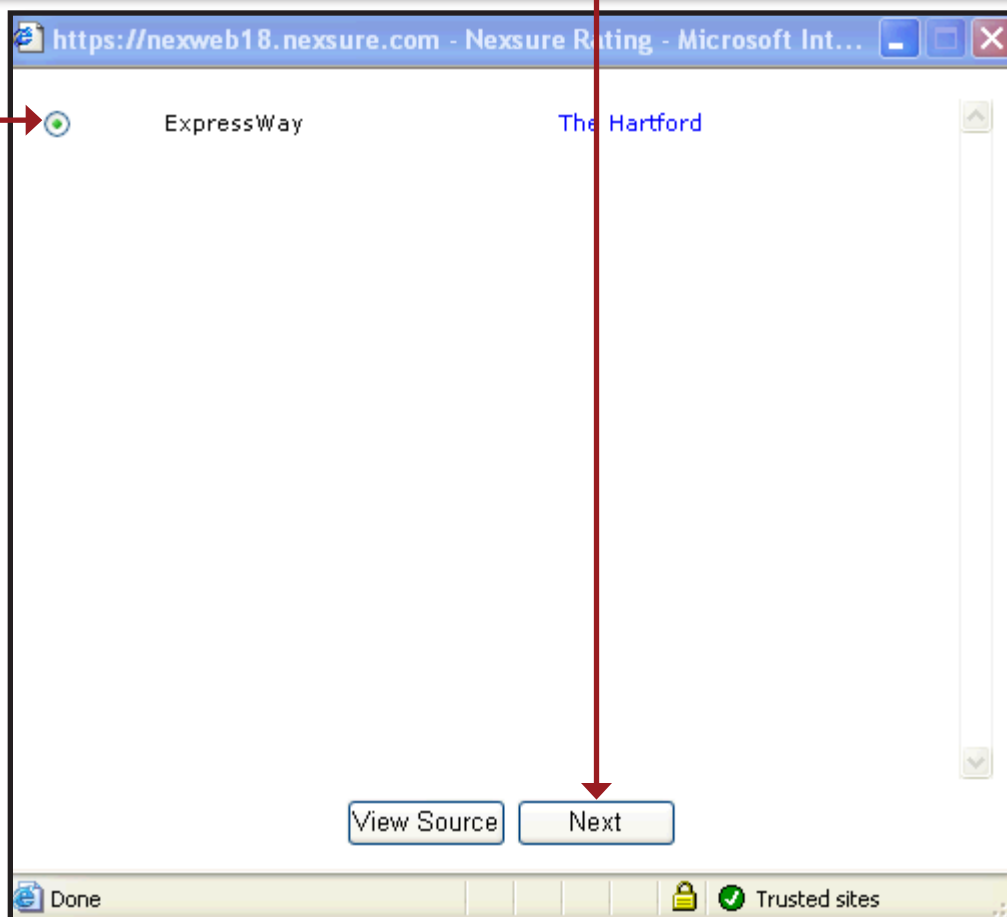 https://nexweb18.nexsure.com - Nexsure Rating - Microsoft Int...
ExpressWay The Hartford
View Source Next
Done Trusted sites